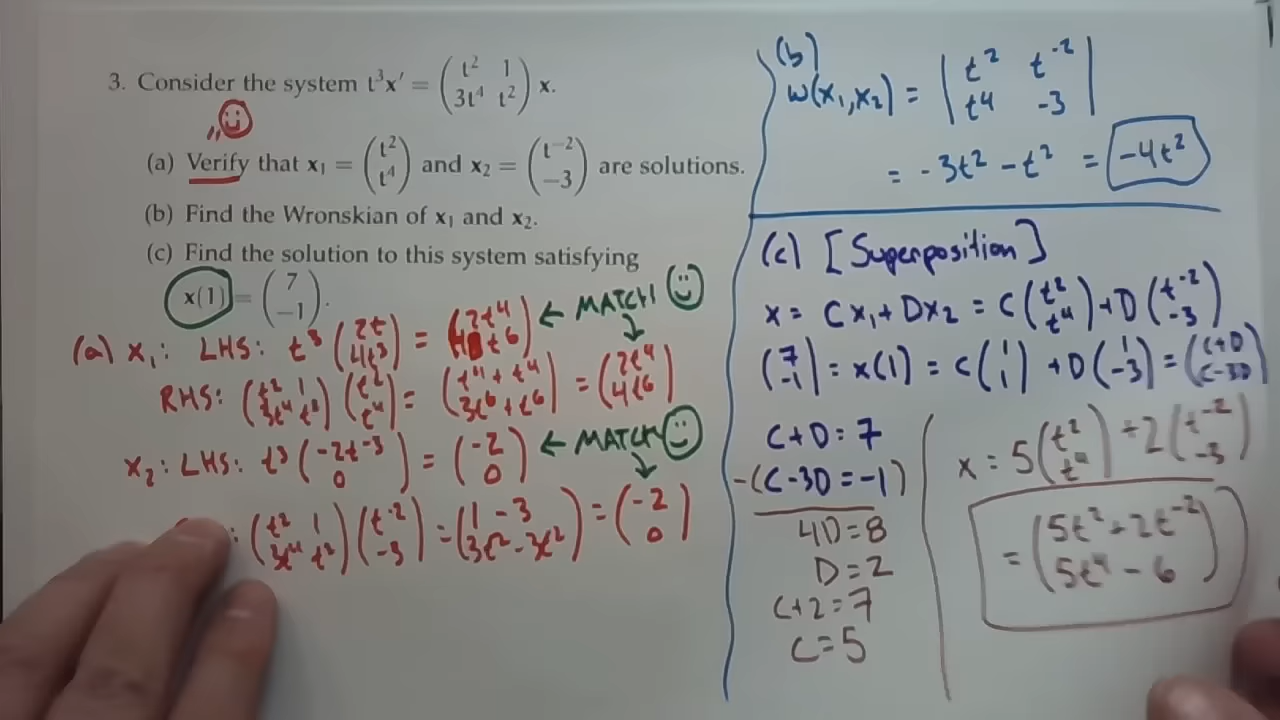 3. Consider the system t³x′ = ( t² 1 ; 3t⁴ t² ) x.
(a) Verify that x₁ = ( t² ; t⁴ ) and x₂ = ( t⁻² ; −3 ) are solutions.
(b) Find the Wronskian of x₁ and x₂.
(c) Find the solution to this system satisfying
x(1) = ( 7 ; −1 ).
(a) x₁: LHS: t³ ( 2t ; 4t³ ) = ( 2t⁴ ; 4t⁶ ) ← MATCH!
RHS: ( t² 1 ; 3t⁴ t² ) ( t² ; t⁴ ) = ( t⁴ + t⁴ ; 3t⁶ + t⁶ ) = ( 2t⁴ ; 4t⁶ )
x₂: LHS: t³ ( -2t⁻³ ; 0 ) = ( -2 ; 0 ) ← MATCH
: ( t² 1 ; 3t⁴ t² ) ( t⁻² ; -3 ) = ( 1 - 3 ; 3t² - 3t² ) = ( -2 ; 0 )
(b)
W(x₁,x₂) = | t² t⁻² ; t⁴ -3 |
= -3t² - t² = -4t²
(c) [Superposition]
x = Cx₁ + Dx₂ = C ( t² ; t⁴ ) + D ( t⁻² ; -3 )
( 7 ; -1 ) = x(1) = C ( 1 ; 1 ) + D ( 1 ; -3 ) = ( C+D ; C-3D )
C+D = 7
-(C-3D = -1)
4D = 8
D = 2
C+2 = 7
C = 5
x = 5 ( t² ; t⁴ ) + 2 ( t⁻² ; -3 )
= ( 5t² + 2t⁻² ; 5t⁴ - 6 )